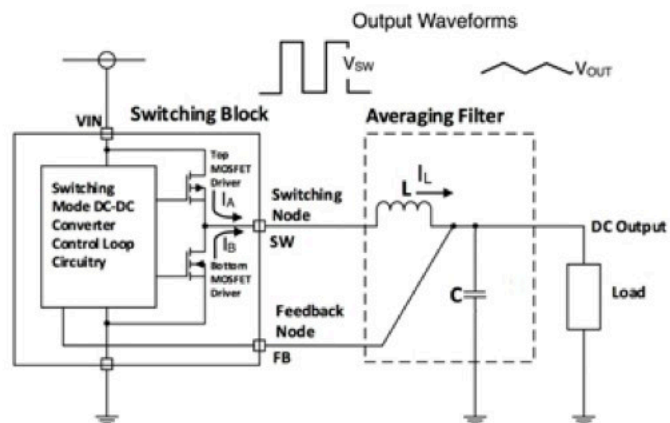 Output Waveforms
VSW
VOUT
VIN
Switching Block
Averaging Filter
Top
MOSFET
Driver
Switching
Mode DC-DC
Converter
Control Loop
Circuitry
IA
IB
Switching
Node
SW
L
IL
DC Output
Bottom
MOSFET
Driver
Feedback
Node
FB
C
Load